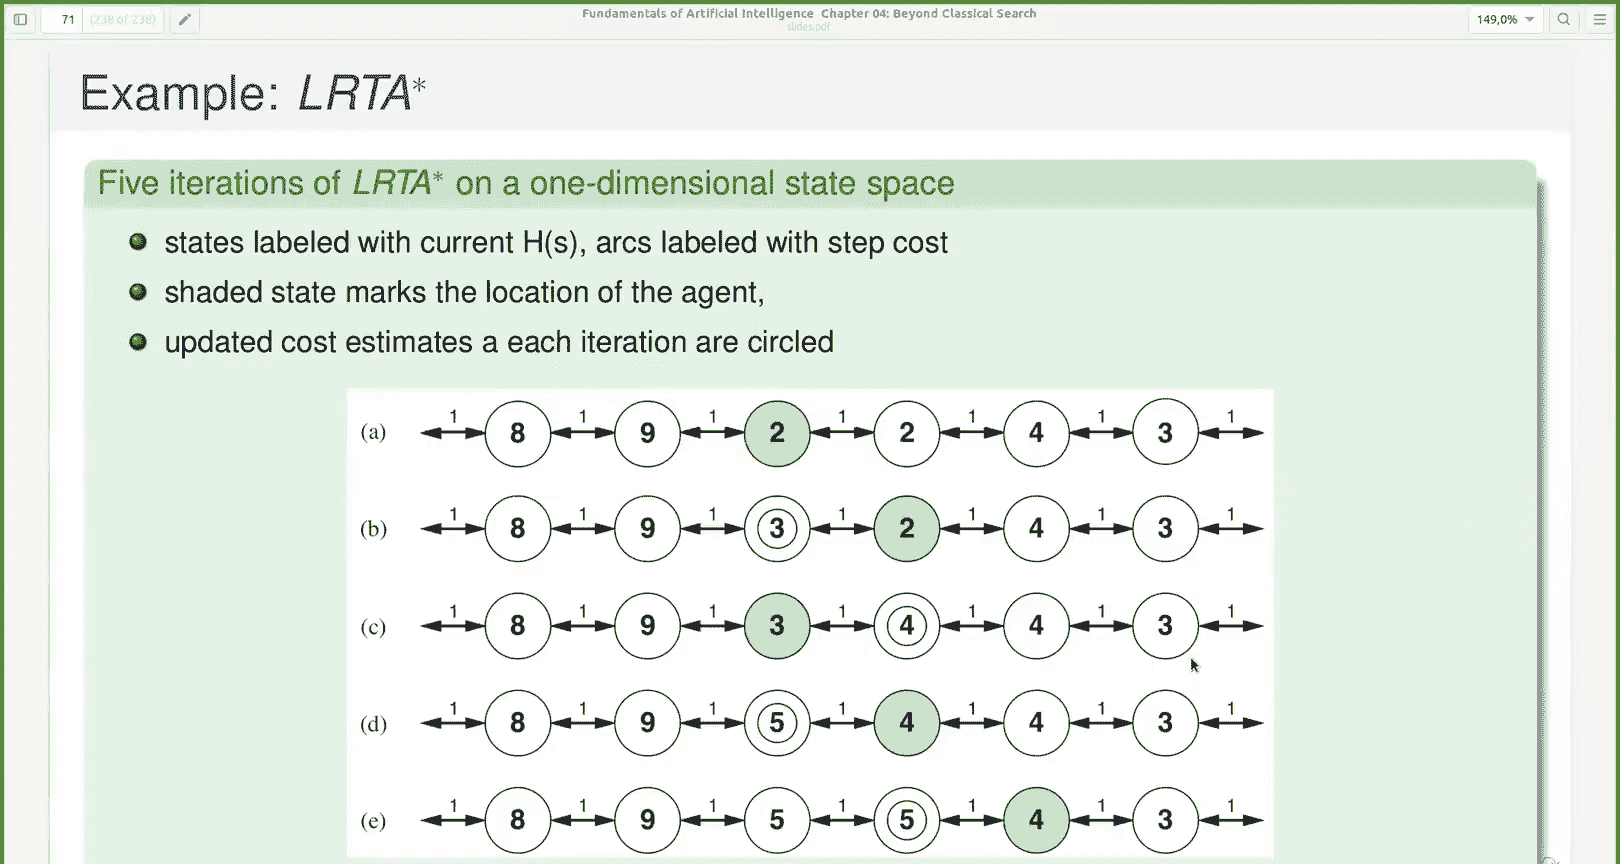 71 (238 of 238) Fundamentals of Artificial Intelligence Chapter 04: Beyond Classical Search 149,0%
slides.pdf
Example: LRTA*
Five iterations of LRTA* on a one-dimensional state space
states labeled with current H(s), arcs labeled with step cost
shaded state marks the location of the agent,
updated cost estimates a each iteration are circled
(a) 1 8 1 9 1 2 1 2 1 4 1 3 1
(b) 1 8 1 9 1 3 1 2 1 4 1 3 1
(c) 1 8 1 9 1 3 1 4 1 4 1 3 1
(d) 1 8 1 9 1 5 1 4 1 4 1 3 1
(e) 1 8 1 9 1 5 1 5 1 4 1 3 1